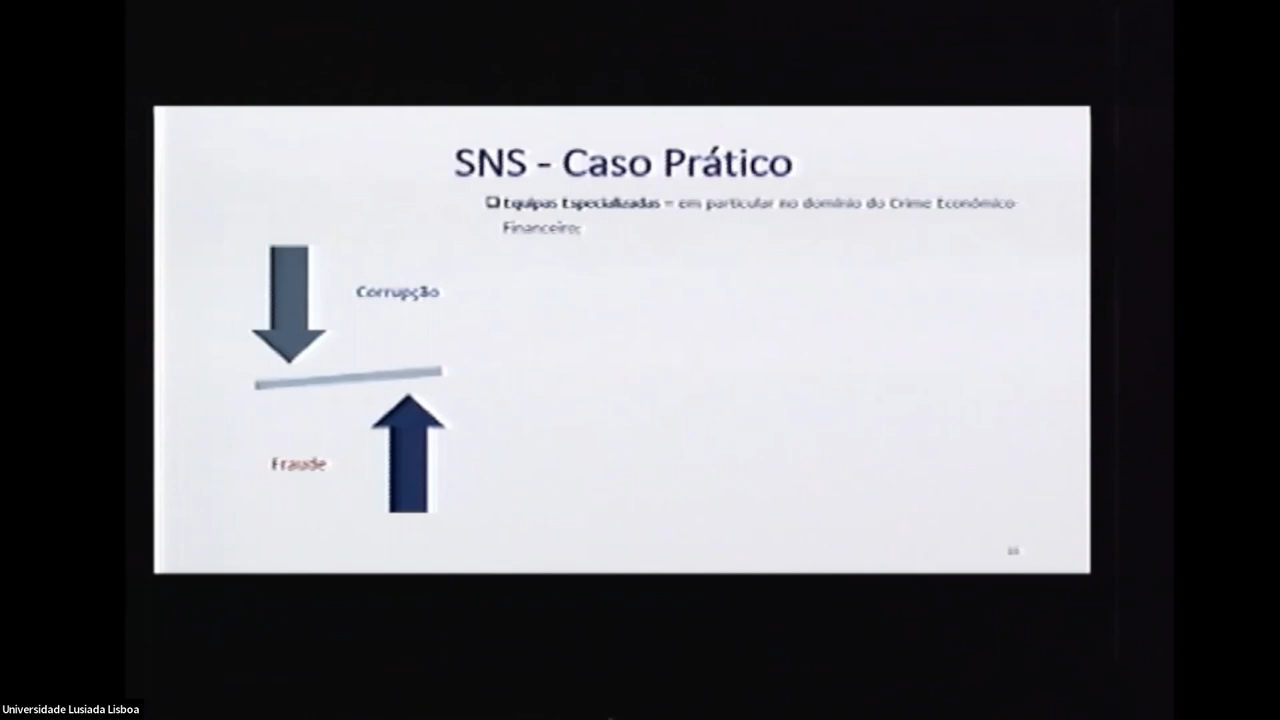 SNS - Caso Prático
Equipas Especializadas – em particular no domínio do Crime Económico-
Financeiro;
Corrupção
Fraude
Universidade Lusiada Lisboa